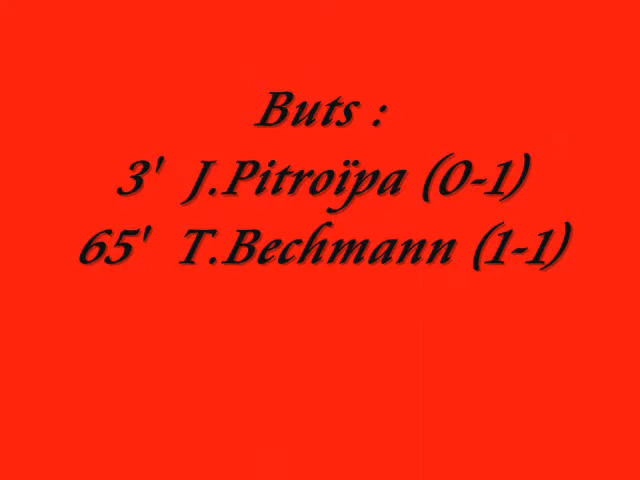 Buts :
3' J.Pitroïpa (0-1)
65' T.Bechmann (1-1)